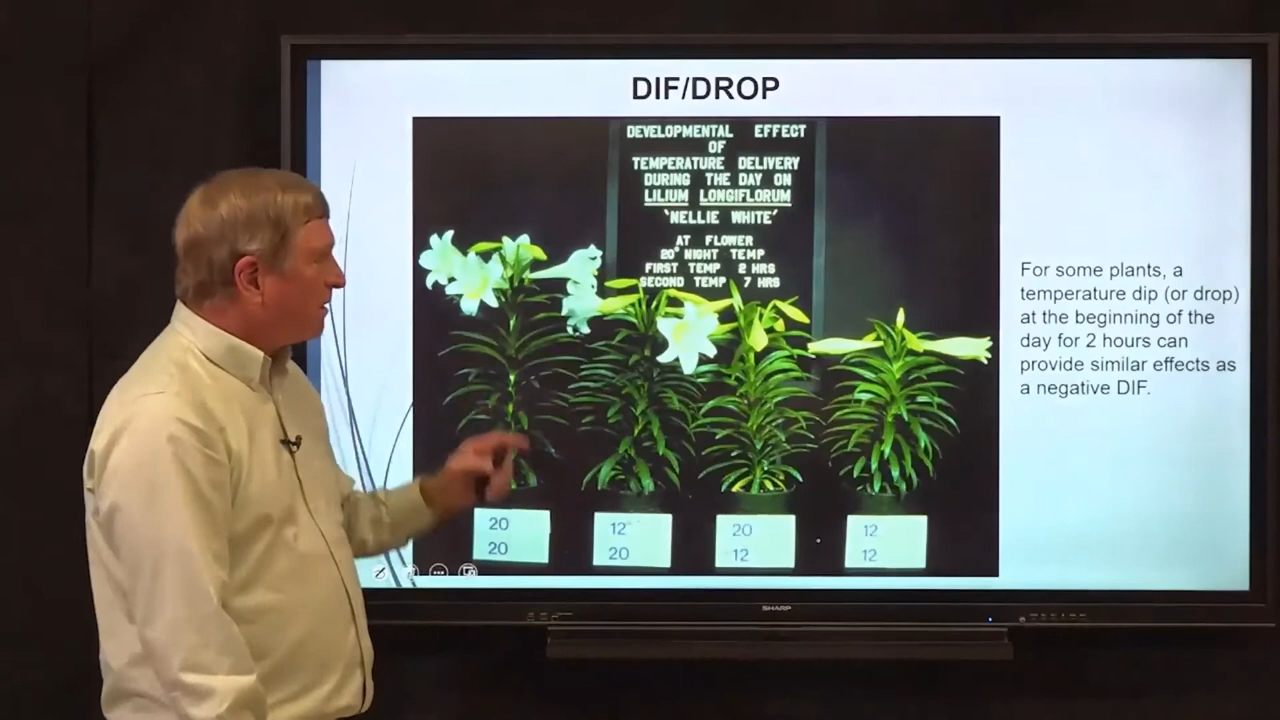 DIF/DROP
DEVELOPMENTAL EFFECT
OF
TEMPERATURE DELIVERY
DURING THE DAY ON
LILIUM LONGIFLORUM
'NELLIE WHITE'
AT FLOWER
20° NIGHT TEMP
FIRST TEMP 2 HRS
SECOND TEMP 7 HRS
20
20
12
20
20
12
12
12
For some plants, a
temperature dip (or drop)
at the beginning of the
day for 2 hours can
provide similar effects as
a negative DIF.
SHARP